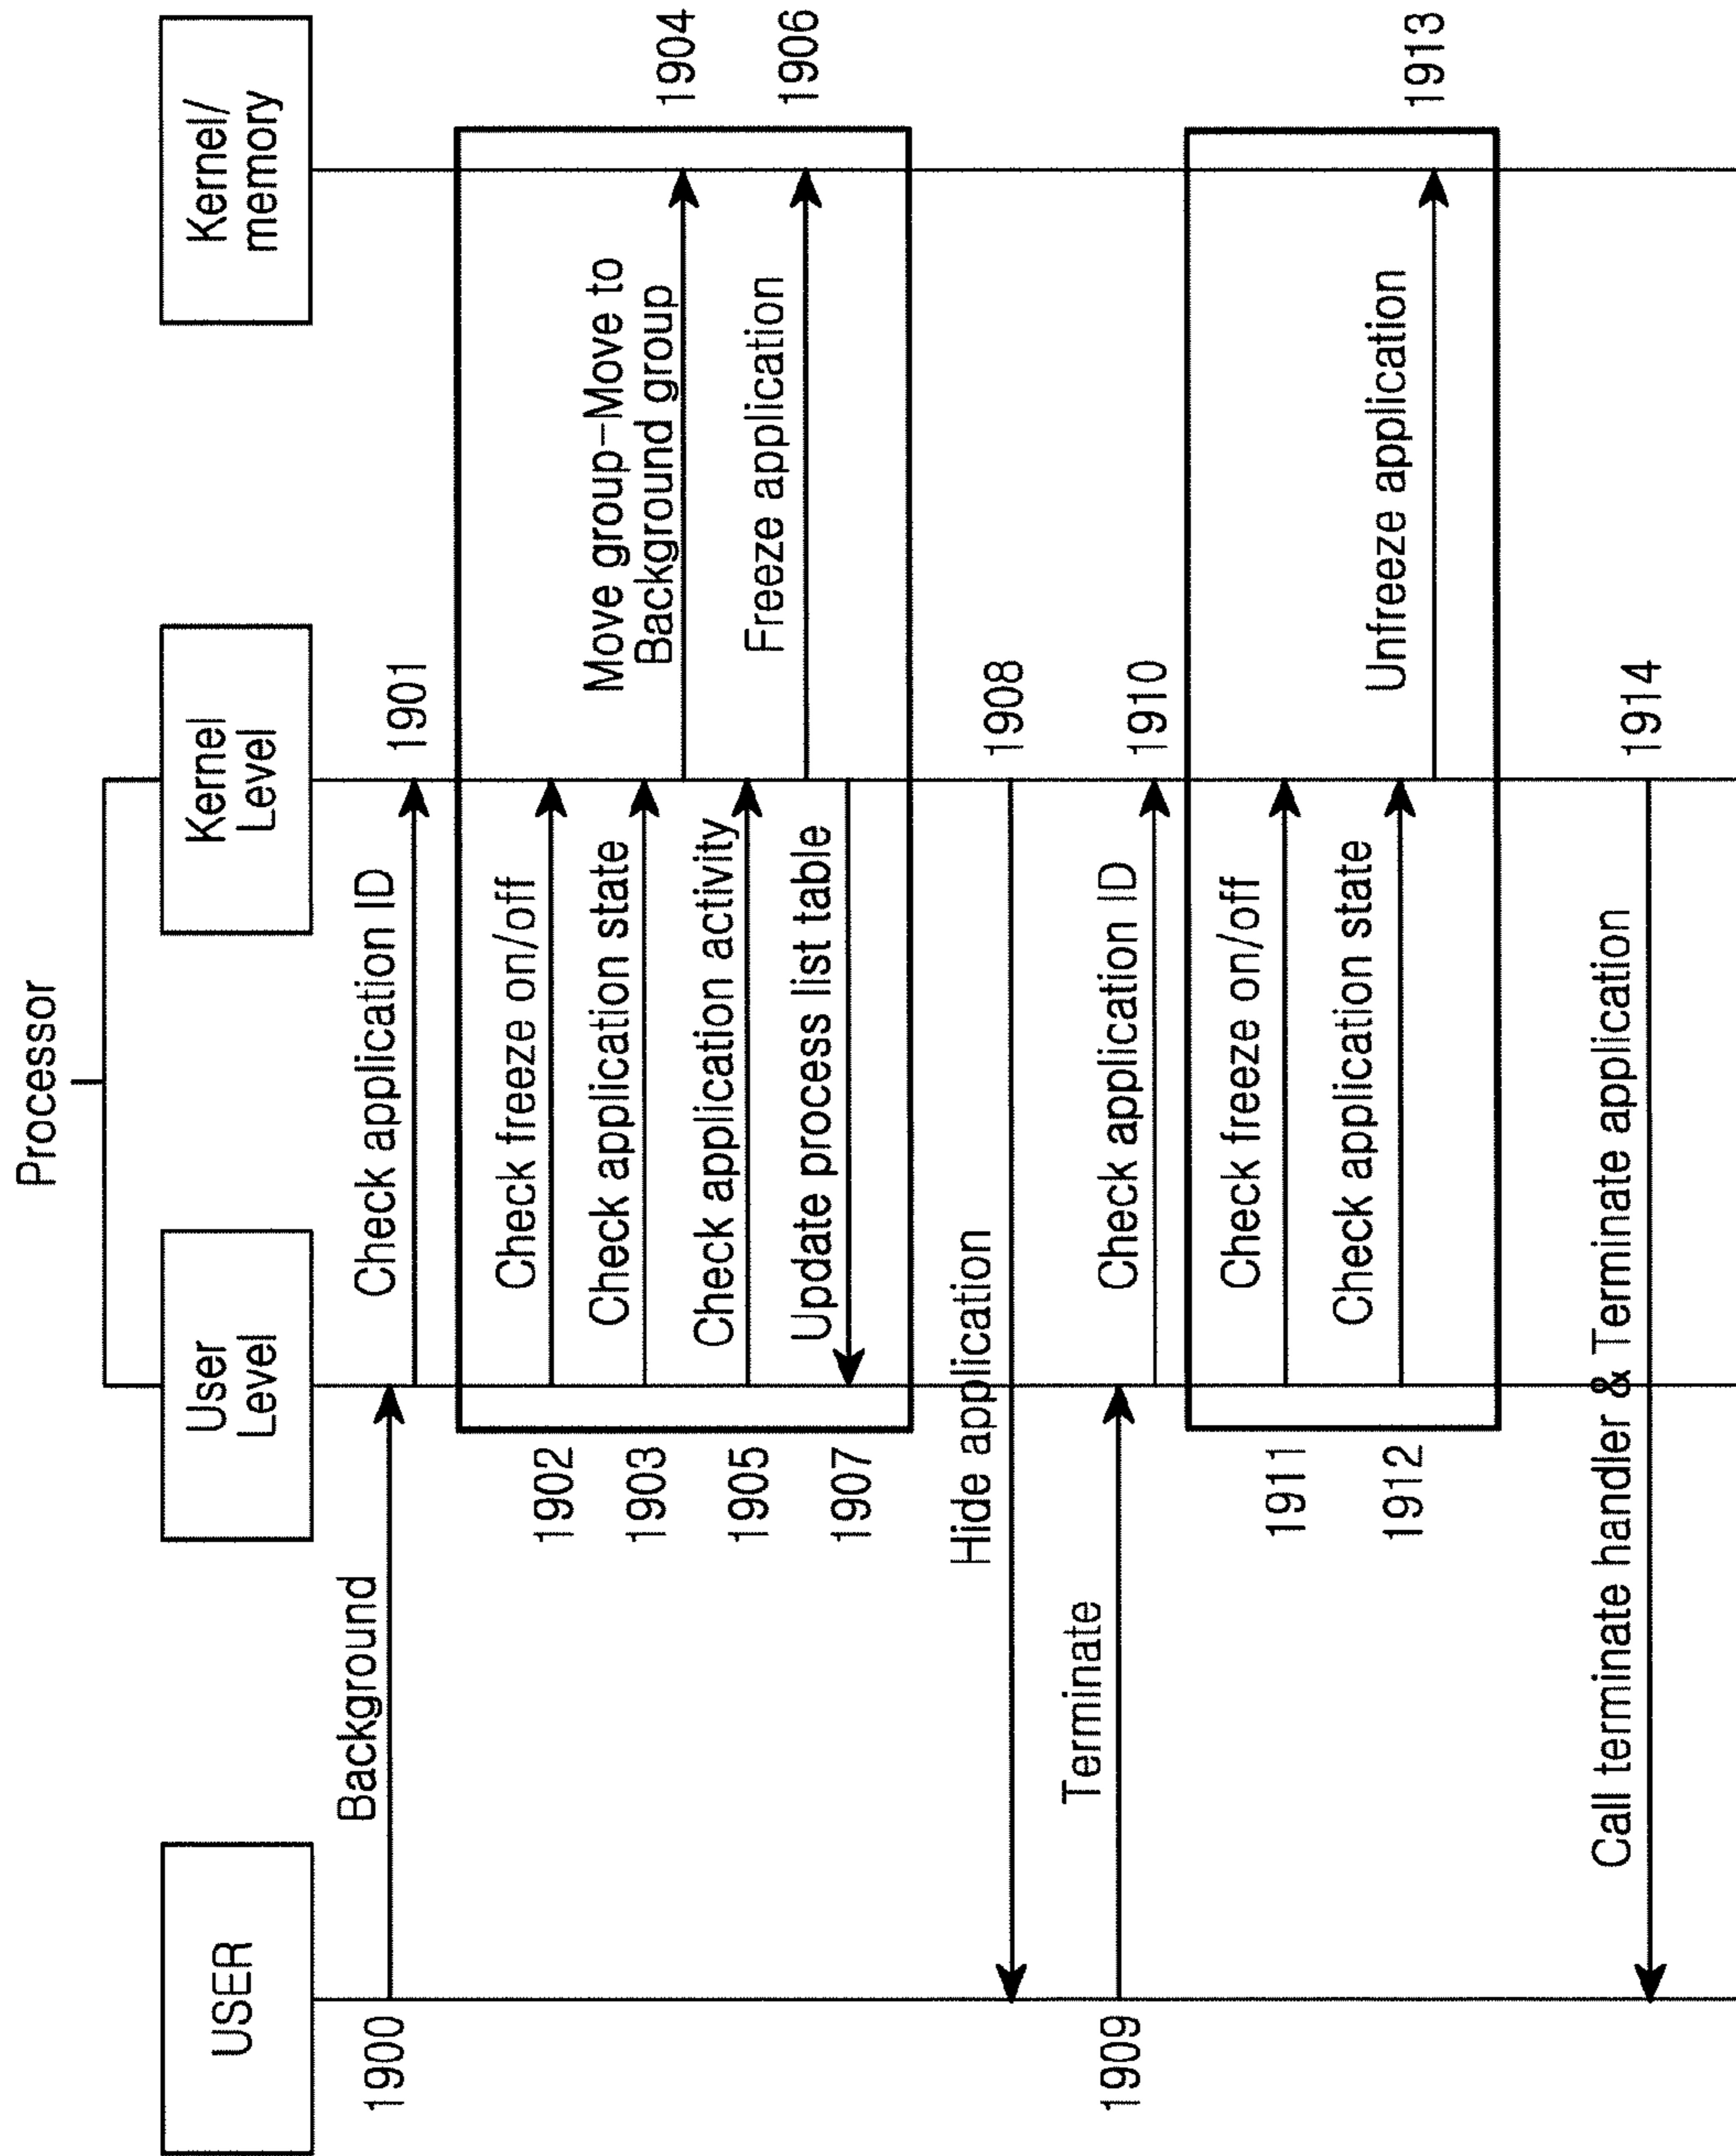 Processor
USER
User
Level
Kernel
Level
Kernel/
memory
1900
Background
Check application ID
1901
1902
Check freeze on/off
1903
Check application state
Move group-Move to
Background group
1904
1905
Check application activity
Freeze application
1906
1907
Update process list table
Hide application
1908
1909
Terminate
Check application ID
1910
1911
Check freeze on/off
1912
Check application state
Unfreeze application
1913
Call terminate handler & Terminate application
1914